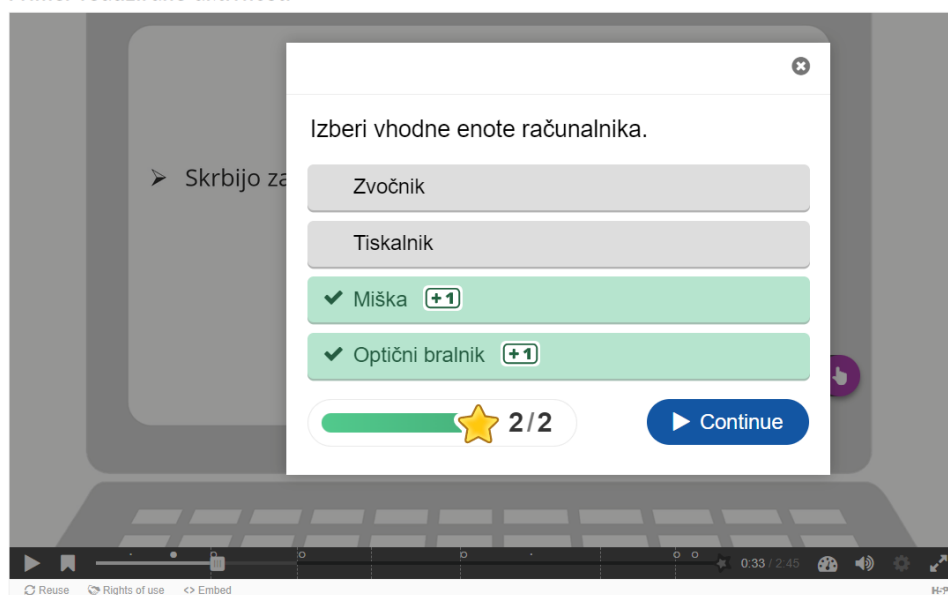 Izberi vhodne enote računalnika.
➢ Skrbijo za
Zvočnik
Tiskalnik
✔ Miška +1
✔ Optični bralnik +1
2/2
Continue
0:33 / 2:45
Reuse Rights of use <> Embed
H-P